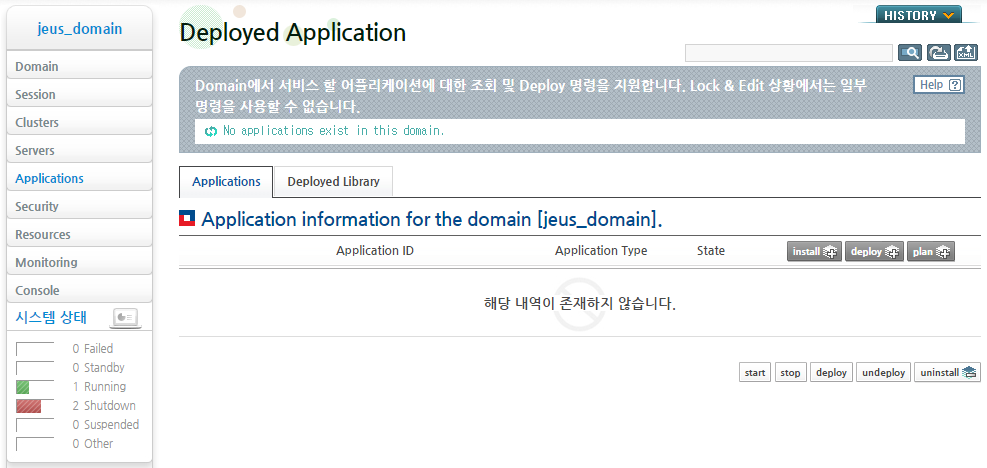 jeus_domain
Domain
Session
Clusters
Servers
Applications
Security
Resources
Monitoring
Console
시스템 상태
0 Failed
0 Standby
1 Running
2 Shutdown
0 Suspended
0 Other
HISTORY
Deployed Application
XML
Domain에서 서비스 할 어플리케이션에 대한 조회 및 Deploy 명령을 지원합니다. Lock & Edit 상황에서는 일부
명령을 사용할 수 없습니다.
Help ?
No applications exist in this domain.
Applications Deployed Library
Application information for the domain [jeus_domain].
Application ID Application Type State install deploy plan
해당 내역이 존재하지 않습니다.
start stop deploy undeploy uninstall